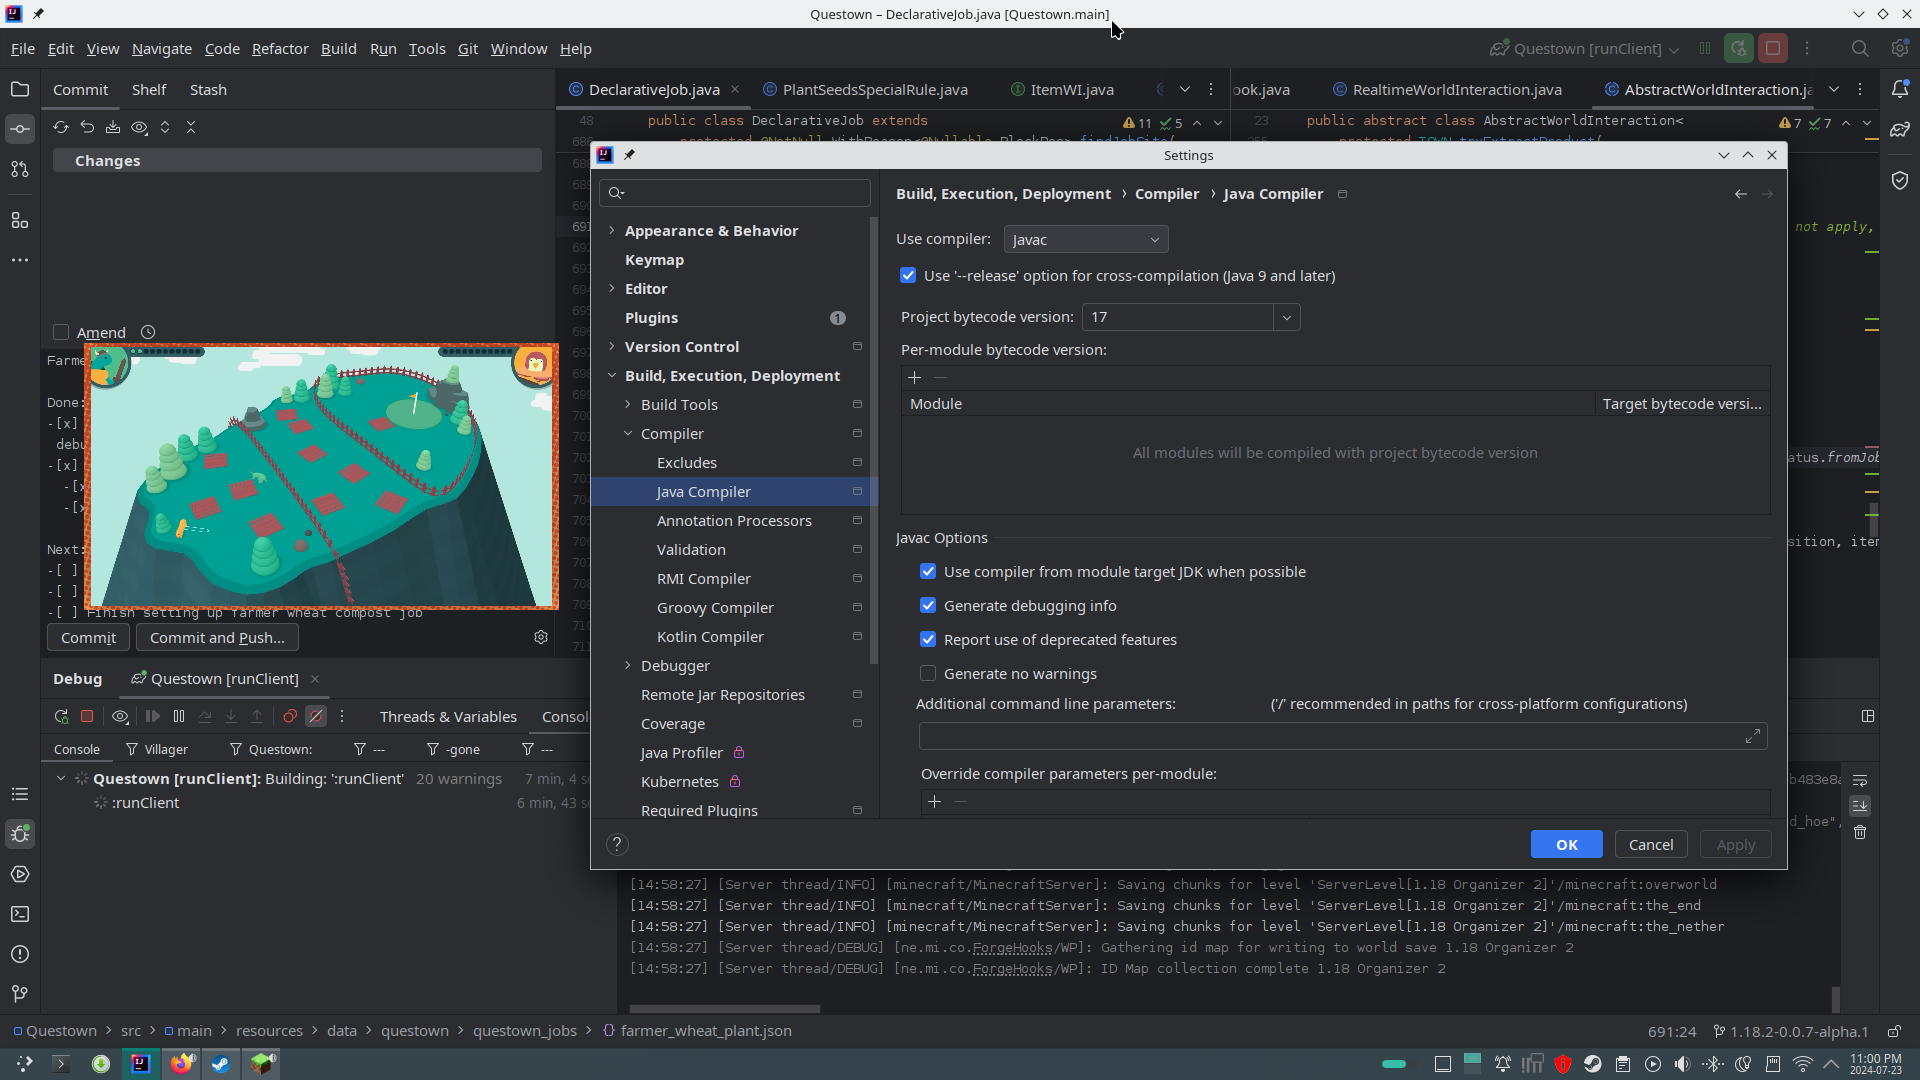 Questown – DeclarativeJob.java [Questown.main]
File Edit View Navigate Code Refactor Build Run Tools Git Window Help
Questown [runClient]
Commit Shelf Stash
DeclarativeJob.java PlantSeedsSpecialRule.java ItemWI.java
ook.java RealtimeWorldInteraction.java AbstractWorldInteraction.ja
48 public class DeclarativeJob extends 11 5
23 public abstract class AbstractWorldInteraction< 7 7
Changes
not apply,
Amend
Farme
Done:
-[x]
debu
-[x]
-[x
-[x
Next:
-[ ]
-[ ]
-[ ] Finish setting up farmer wheat compost job
Commit Commit and Push...
atus.fromJob
sition, iter
Settings
Appearance & Behavior
Keymap
Editor
Plugins 1
Version Control
Build, Execution, Deployment
Build Tools
Compiler
Excludes
Java Compiler
Annotation Processors
Validation
RMI Compiler
Groovy Compiler
Kotlin Compiler
Debugger
Remote Jar Repositories
Coverage
Java Profiler
Kubernetes
Required Plugins
Build, Execution, Deployment › Compiler › Java Compiler
Use compiler: Javac
Use '--release' option for cross-compilation (Java 9 and later)
Project bytecode version: 17
Per-module bytecode version:
Module Target bytecode versi...
All modules will be compiled with project bytecode version
Javac Options
Use compiler from module target JDK when possible
Generate debugging info
Report use of deprecated features
Generate no warnings
Additional command line parameters: ('/' recommended in paths for cross-platform configurations)
Override compiler parameters per-module:
? OK Cancel Apply
Debug Questown [runClient]
Threads & Variables Consol
Console Villager Questown: --- -gone ---
Questown [runClient]: Building: ':runClient' 20 warnings 7 min, 4 s
:runClient 6 min, 43 s
b483e8a
d_hoe",
[14:58:27] [Server thread/INFO] [minecraft/MinecraftServer]: Saving chunks for level 'ServerLevel[1.18 Organizer 2]'/minecraft:overworld
[14:58:27] [Server thread/INFO] [minecraft/MinecraftServer]: Saving chunks for level 'ServerLevel[1.18 Organizer 2]'/minecraft:the_end
[14:58:27] [Server thread/INFO] [minecraft/MinecraftServer]: Saving chunks for level 'ServerLevel[1.18 Organizer 2]'/minecraft:the_nether
[14:58:27] [Server thread/DEBUG] [ne.mi.co.ForgeHooks/WP]: Gathering id map for writing to world save 1.18 Organizer 2
[14:58:27] [Server thread/DEBUG] [ne.mi.co.ForgeHooks/WP]: ID Map collection complete 1.18 Organizer 2
Questown › src › main › resources › data › questown › questown_jobs › farmer_wheat_plant.json
691:24 1.18.2-0.0.7-alpha.1
11:00 PM
2024-07-23